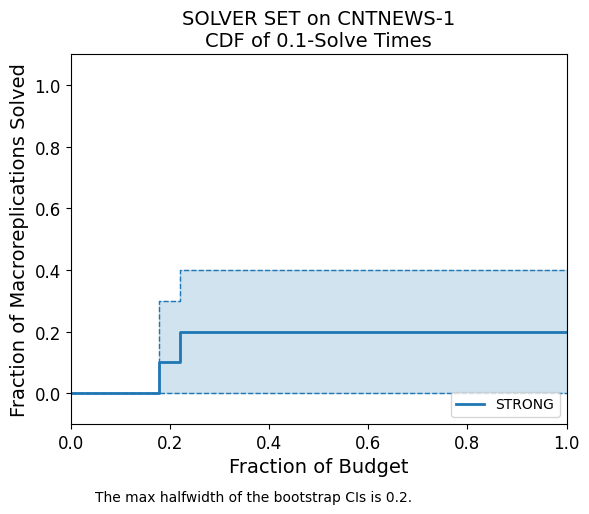 SOLVER SET on CNTNEWS-1
CDF of 0.1-Solve Times
Fraction of Macroreplications Solved
1.0
0.8
0.6
0.4
0.2
0.0
STRONG
0.0 0.2 0.4 0.6 0.8 1.0
Fraction of Budget
The max halfwidth of the bootstrap CIs is 0.2.